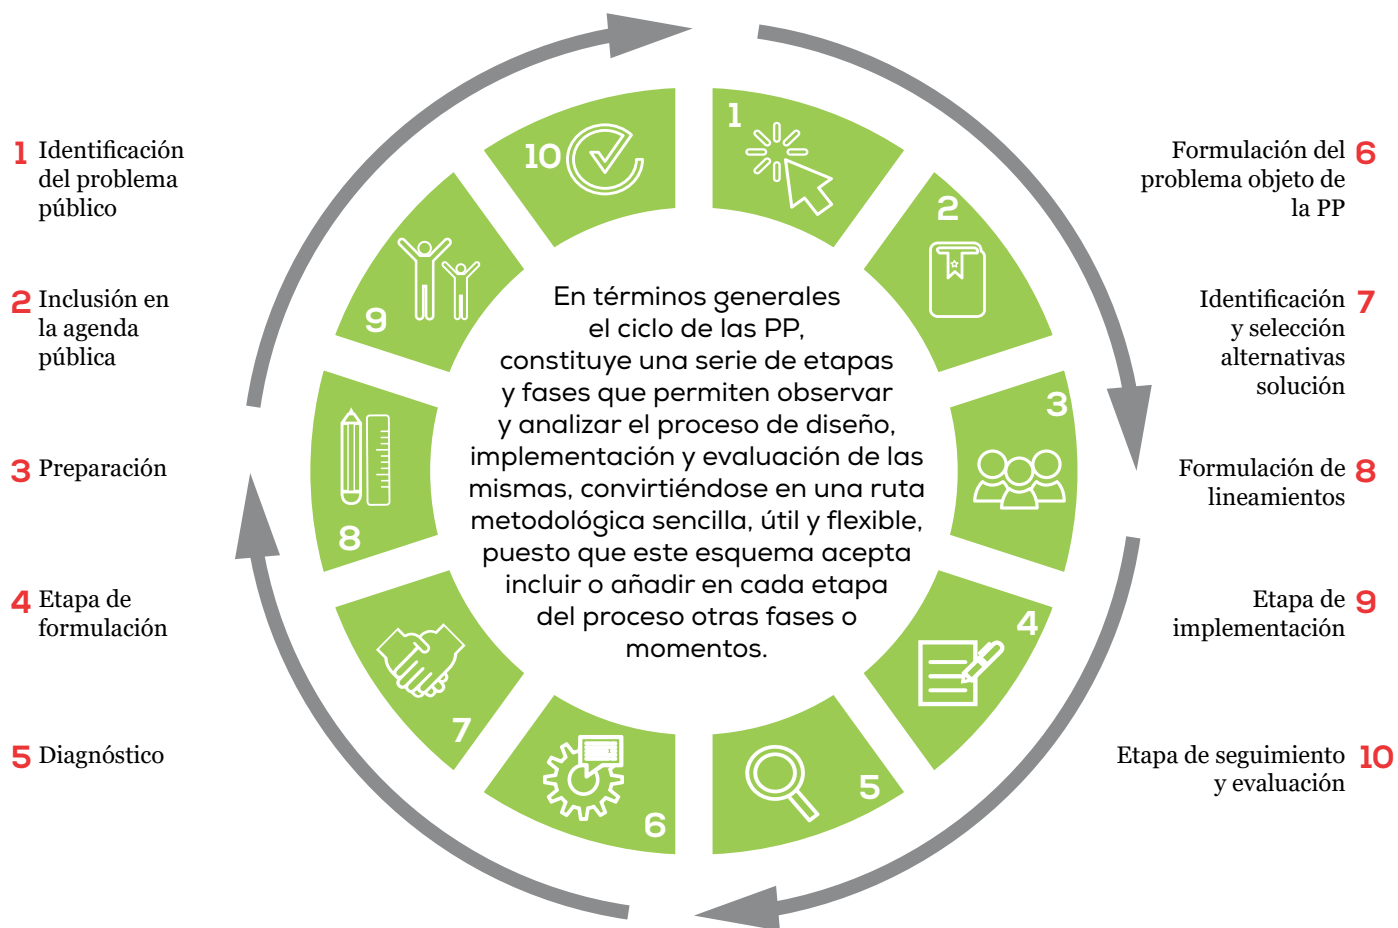 1 Identificación
del problema
público
2 Inclusión en
la agenda
pública
3 Preparación
4 Etapa de
formulación
5 Diagnóstico
1
2
3
4
5
6
7
8
9
10
En términos generales
el ciclo de las PP,
constituye una serie de etapas
y fases que permiten observar
y analizar el proceso de diseño,
implementación y evaluación de las
mismas, convirtiéndose en una ruta
metodológica sencilla, útil y flexible,
puesto que este esquema acepta
incluir o añadir en cada etapa
del proceso otras fases o
momentos.
Formulación del 6
problema objeto de
la PP
Identificación 7
y selección
alternativas
solución
Formulación de 8
lineamientos
Etapa de 9
implementación
Etapa de seguimiento 10
y evaluación